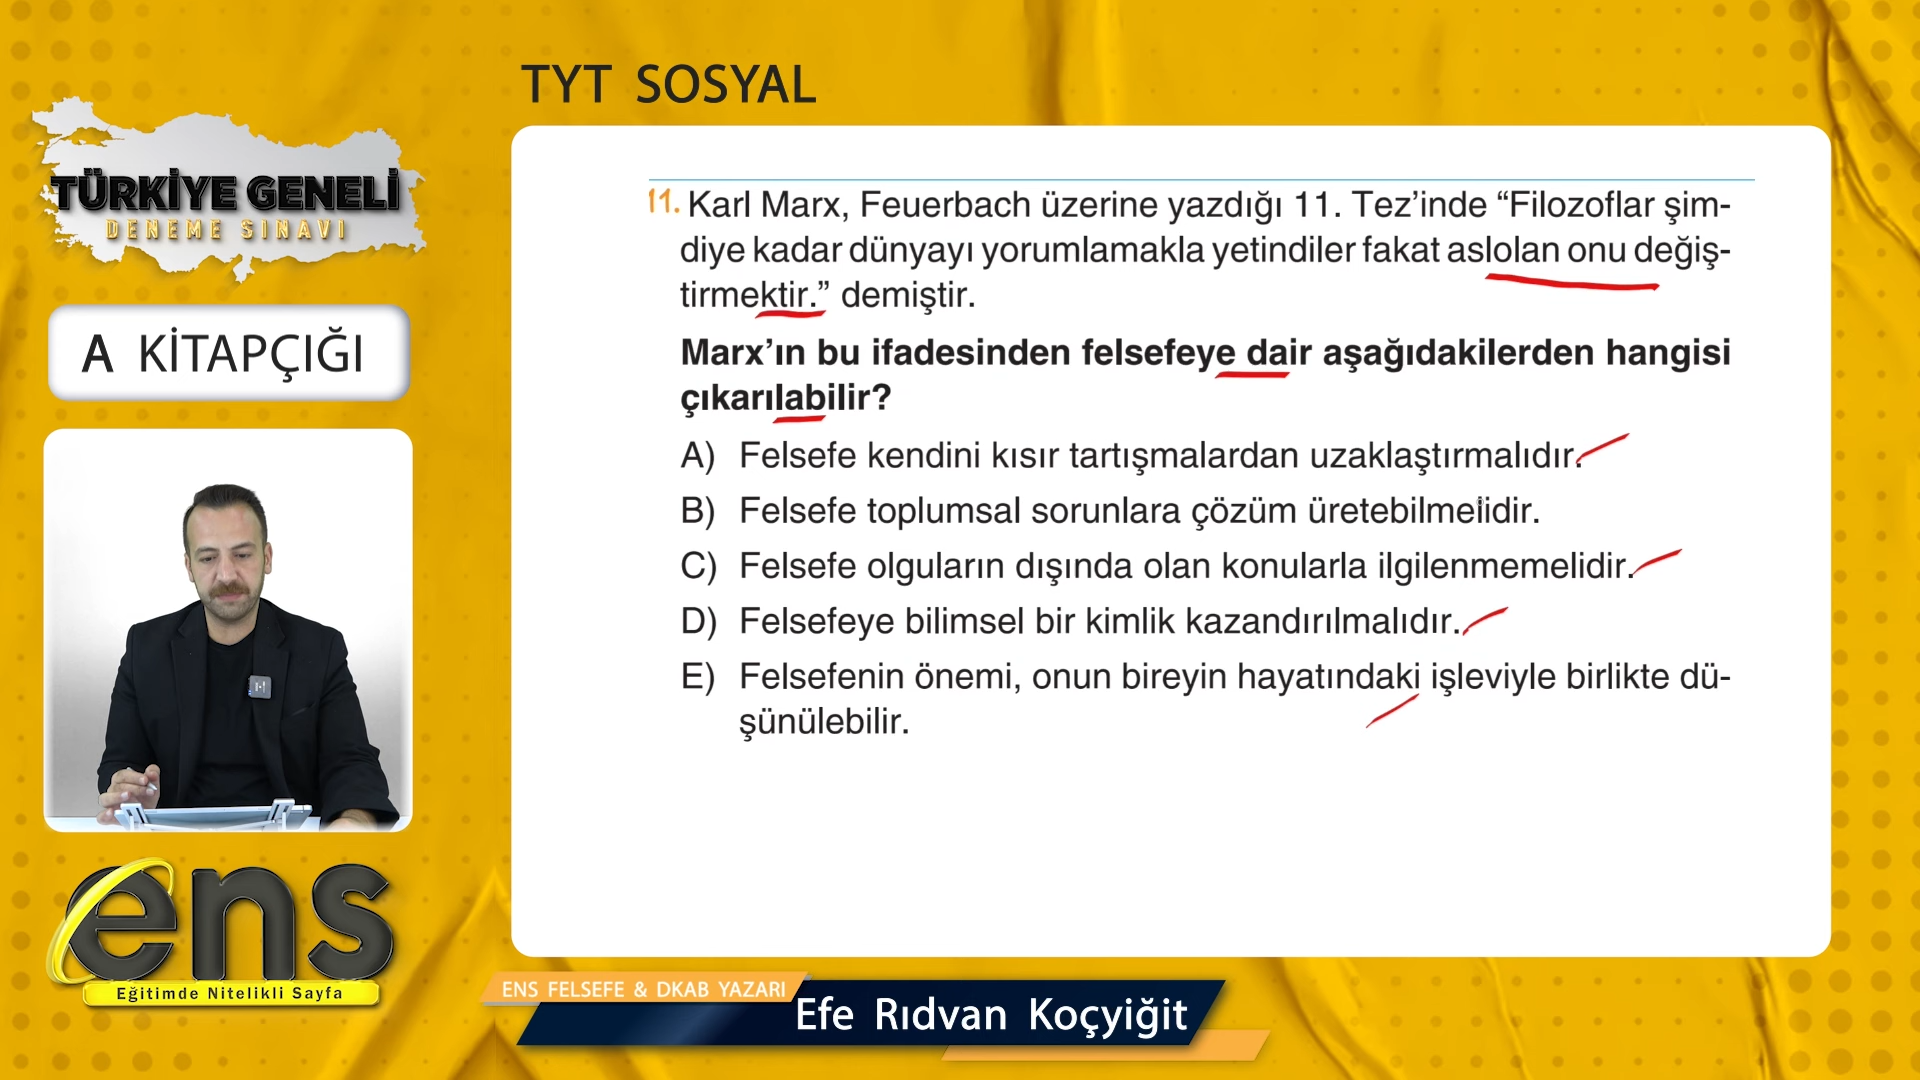 TYT SOSYAL
TÜRKİYE GENELİ
DENEME SINAVI
A KİTAPÇIĞI
11. Karl Marx, Feuerbach üzerine yazdığı 11. Tez’inde “Filozoflar şim-
diye kadar dünyayı yorumlamakla yetindiler fakat aslolan onu değiş-
tirmektir.” demiştir.
Marx’ın bu ifadesinden felsefeye dair aşağıdakilerden hangisi
çıkarılabilir?
A) Felsefe kendini kısır tartışmalardan uzaklaştırmalıdır.
B) Felsefe toplumsal sorunlara çözüm üretebilmelidir.
C) Felsefe olguların dışında olan konularla ilgilenmemelidir.
D) Felsefeye bilimsel bir kimlik kazandırılmalıdır.
E) Felsefenin önemi, onun bireyin hayatındaki işleviyle birlikte dü-
şünülebilir.
ens
Eğitimde Nitelikli Sayfa
ENS FELSEFE & DKAB YAZARI
Efe Rıdvan Koçyiğit